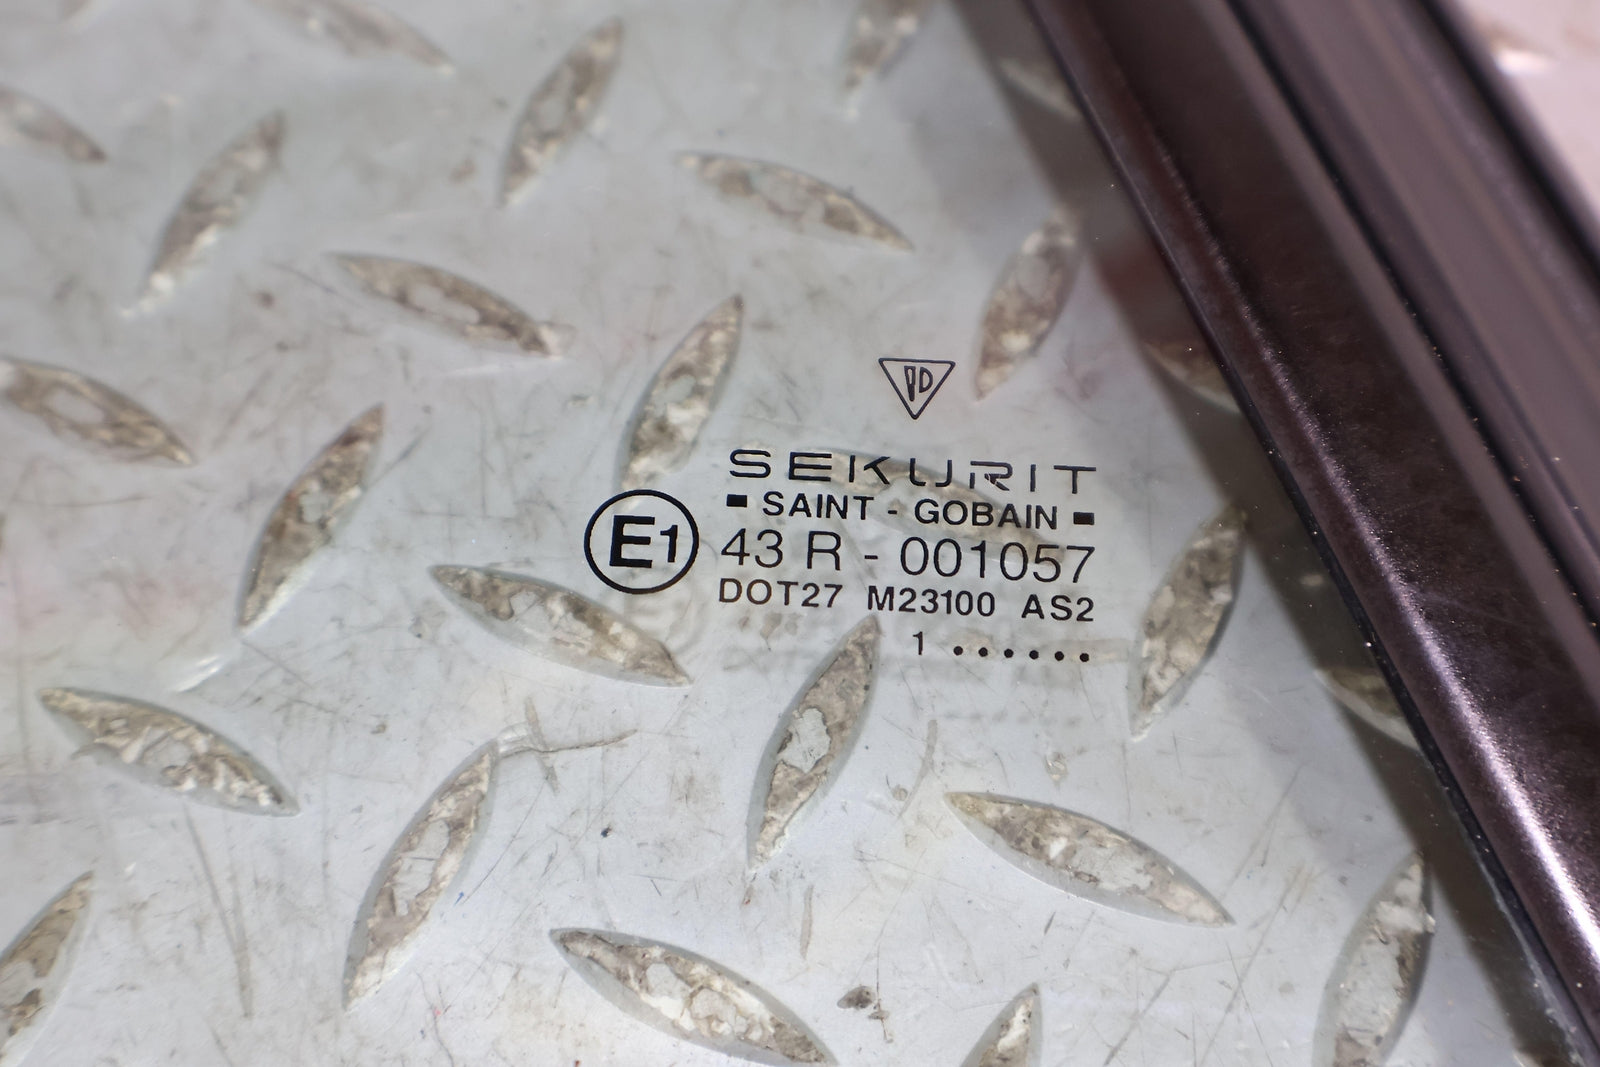 SEKURIT
SAINT - GOBAIN
E1 43 R - 001057
DOT27 M23100 AS2
1 ......